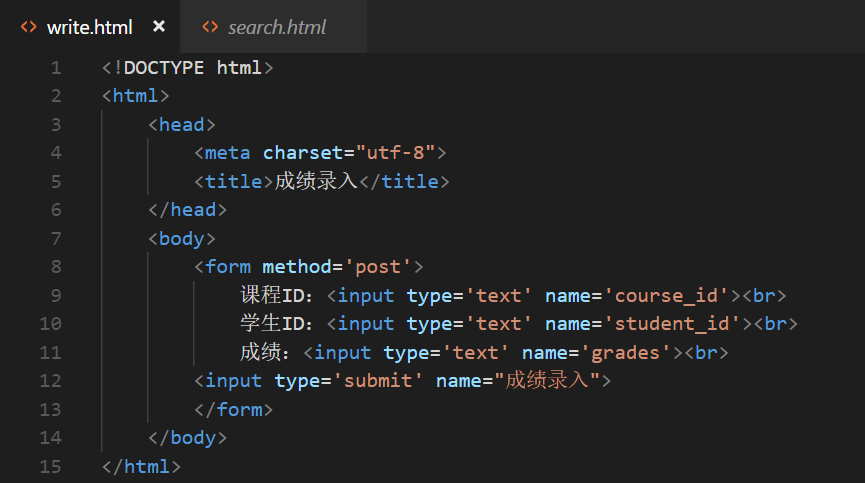 write.html × search.html
1 <!DOCTYPE html>
2 <html>
3 <head>
4 <meta charset="utf-8">
5 <title>成绩录入</title>
6 </head>
7 <body>
8 <form method='post'>
9 课程ID：<input type='text' name='course_id'><br>
10 学生ID：<input type='text' name='student_id'><br>
11 成绩：<input type='text' name='grades'><br>
12 <input type='submit' name="成绩录入">
13 </form>
14 </body>
15 </html>